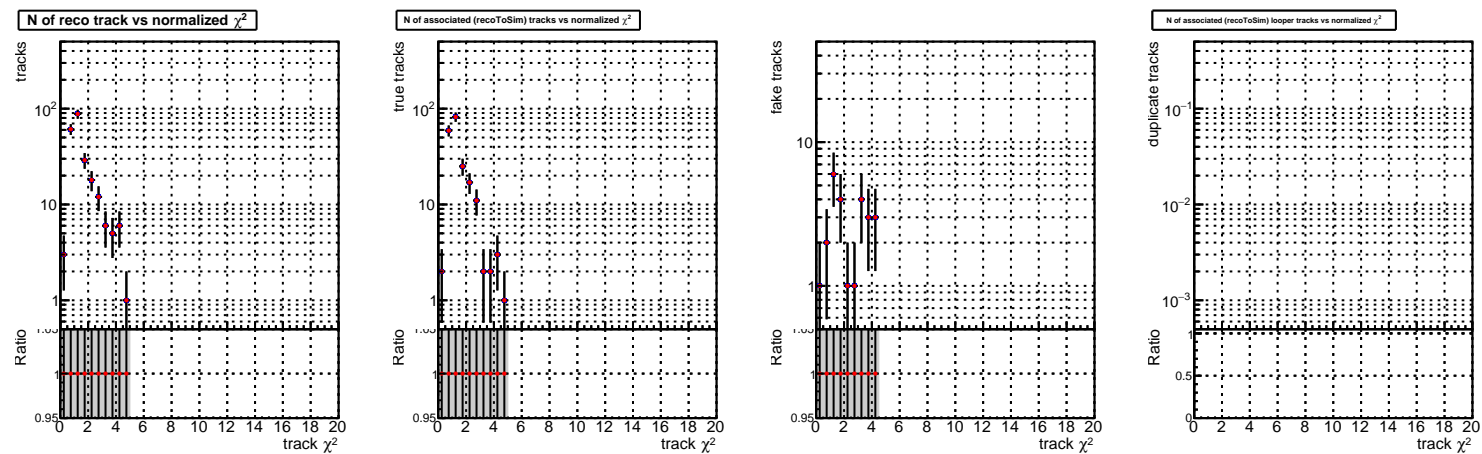 N of reco track vs normalized χ²
N of associated (recoToSim) tracks vs normalized χ²
N of associated (recoToSim) looper tracks vs normalized χ²
tracks
10²
10
1
Ratio
1.05
1
0.95
0 2 4 6 8 10 12 14 16 18 20
track χ²
true tracks
10²
10
1
Ratio
1.05
1
0.95
0 2 4 6 8 10 12 14 16 18 20
track χ²
fake tracks
10
1
Ratio
1.05
1
0.95
0 2 4 6 8 10 12 14 16 18 20
track χ²
duplicate tracks
10⁻¹
10⁻²
10⁻³
Ratio
1
0.5
0
0 2 4 6 8 10 12 14 16 18 20
track χ²